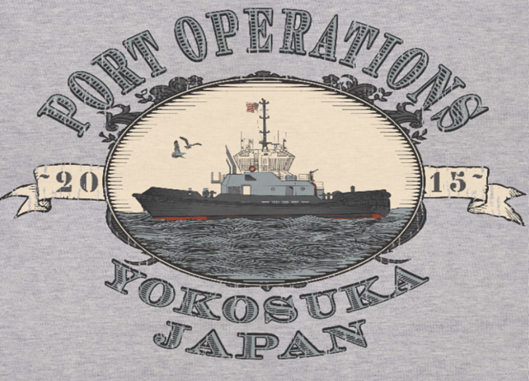 PORT OPERATIONS
~20 15~
YOKOSUKA
JAPAN